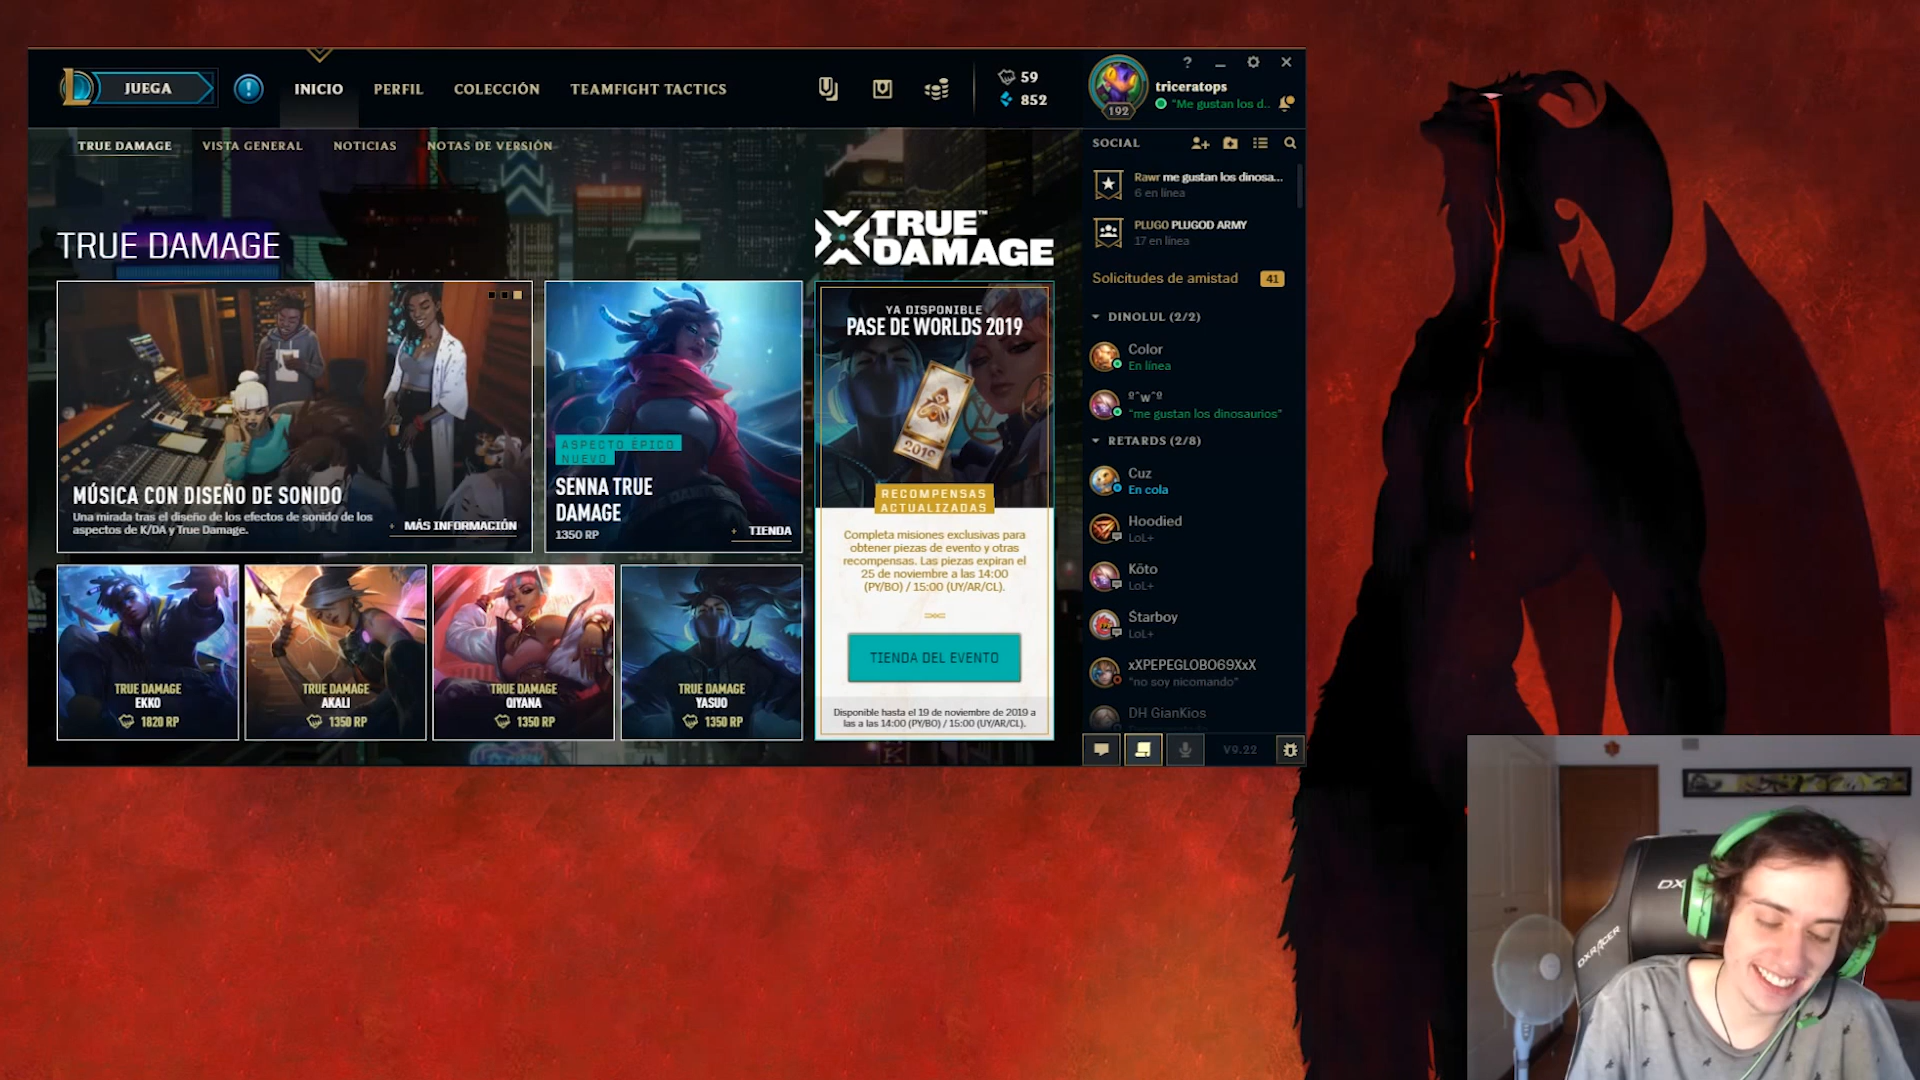 JUEGA
INICIO
PERFIL
COLECCIÓN
TEAMFIGHT TACTICS
59
852
192
triceratops
"Me gustan los d..
TRUE DAMAGE
VISTA GENERAL
NOTICIAS
NOTAS DE VERSIÓN
TRUE DAMAGE
MÚSICA CON DISEÑO DE SONIDO
Una mirada tras el diseño de los efectos de sonido de los
aspectos de K/DA y True Damage.
+ MÁS INFORMACIÓN
ASPECTO ÉPICO
NUEVO
SENNA TRUE
DAMAGE
1350 RP
+ TIENDA
TRUE DAMAGE
EKKO
1820 RP
TRUE DAMAGE
AKALI
1350 RP
TRUE DAMAGE
QIYANA
1350 RP
TRUE DAMAGE
YASUO
1350 RP
TRUE™
DAMAGE
YA DISPONIBLE
PASE DE WORLDS 2019
2019
RECOMPENSAS
ACTUALIZADAS
Completa misiones exclusivas para
obtener piezas de evento y otras
recompensas. Las piezas expiran el
25 de noviembre a las 14:00
(PY/BO) / 15:00 (UY/AR/CL).
TIENDA DEL EVENTO
Disponible hasta el 19 de noviembre de 2019 a
las a las 14:00 (PY/BO) / 15:00 (UY/AR/CL).
SOCIAL
Rawr me gustan los dinosa...
6 en línea
PLUGO PLUGOD ARMY
17 en línea
Solicitudes de amistad
41
DINOLUL (2/2)
Color
En línea
º˜w˜º
"me gustan los dinosaurios"
RETARDS (2/8)
Cuz
En cola
Hoodied
LoL+
Kõto
LoL+
Śtarboy
LoL+
xXPEPEGLOBO69XxX
"no soy nicomando"
DH GianKios
V9.22
DXRACER